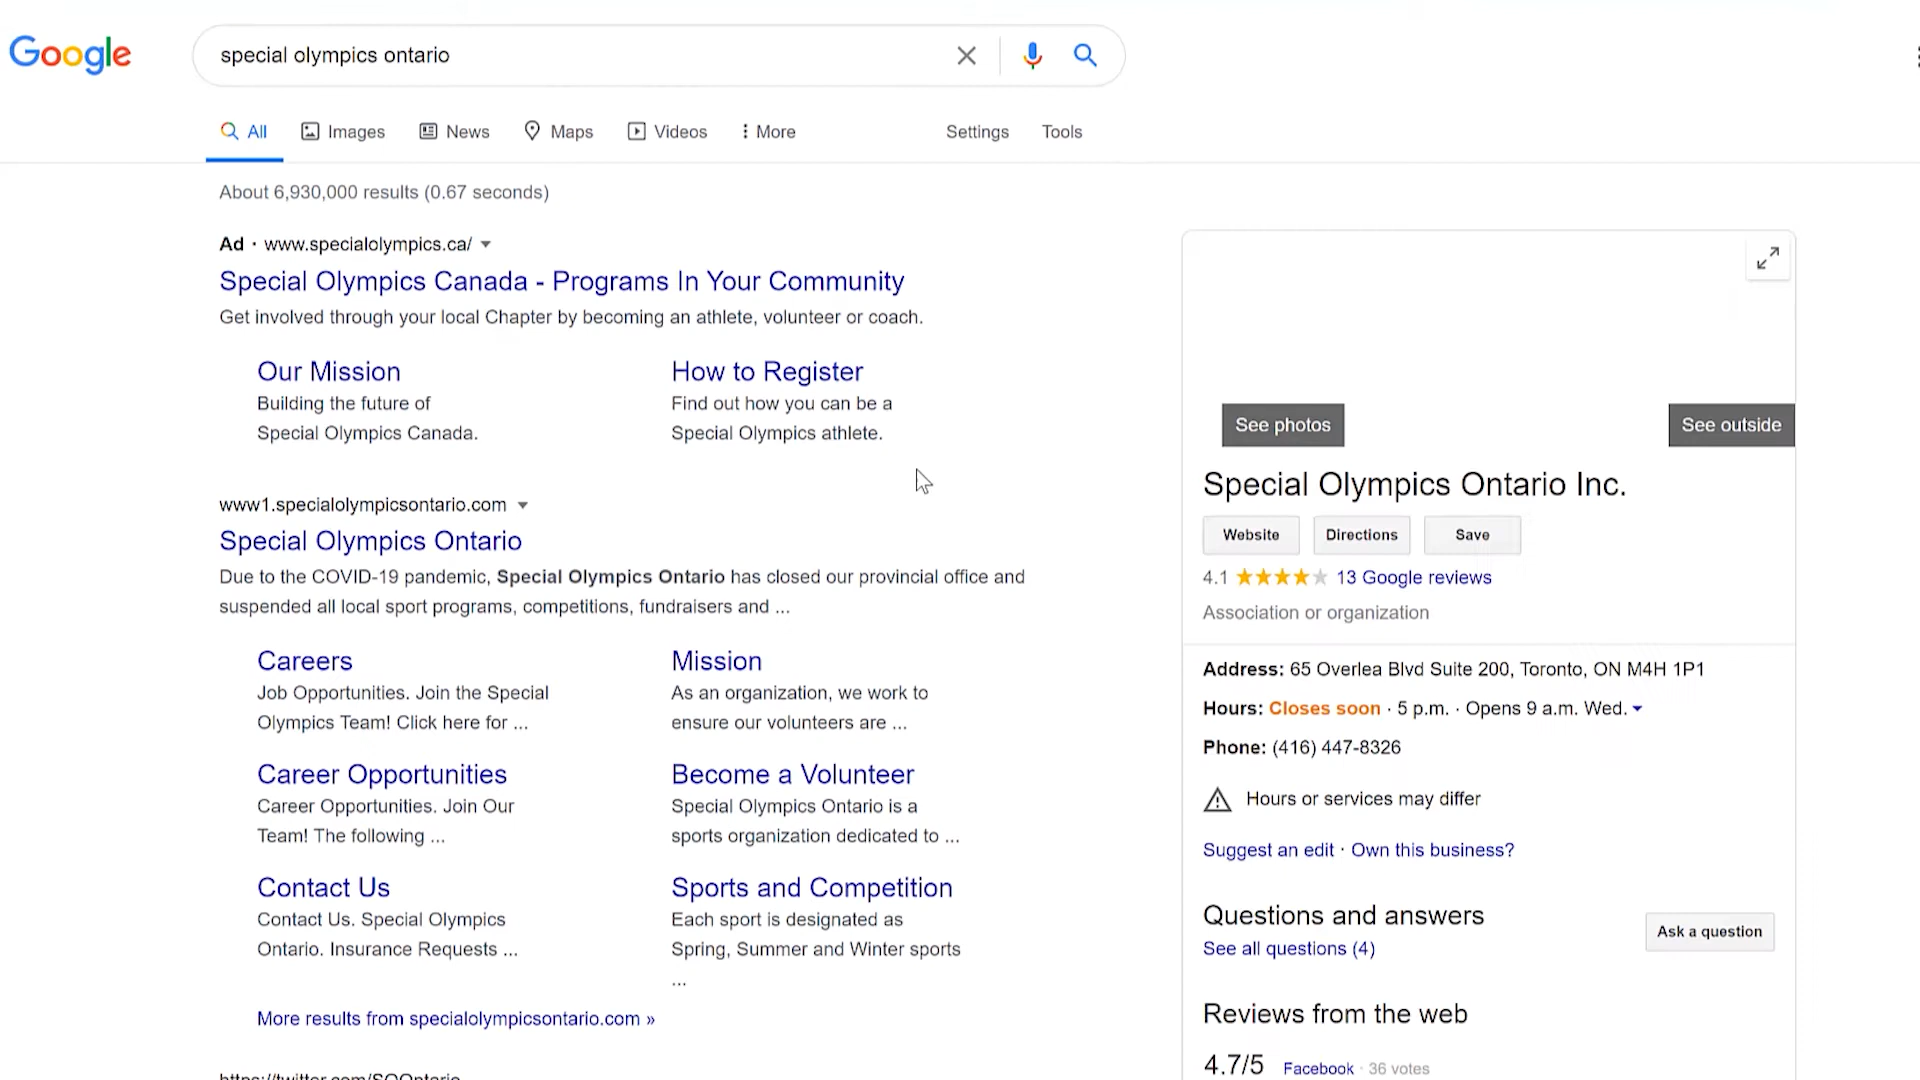 Google
special olympics ontario
All
Images
News
Maps
Videos
More
Settings
Tools
About 6,930,000 results (0.67 seconds)
Ad · www.specialolympics.ca/
Special Olympics Canada - Programs In Your Community
Get involved through your local Chapter by becoming an athlete, volunteer or coach.
Our Mission
Building the future of
Special Olympics Canada.
How to Register
Find out how you can be a
Special Olympics athlete.
www1.specialolympicsontario.com
Special Olympics Ontario
Due to the COVID-19 pandemic, Special Olympics Ontario has closed our provincial office and
suspended all local sport programs, competitions, fundraisers and ...
Careers
Job Opportunities. Join the Special
Olympics Team! Click here for ...
Mission
As an organization, we work to
ensure our volunteers are ...
Career Opportunities
Career Opportunities. Join Our
Team! The following ...
Become a Volunteer
Special Olympics Ontario is a
sports organization dedicated to ...
Contact Us
Contact Us. Special Olympics
Ontario. Insurance Requests ...
Sports and Competition
Each sport is designated as
Spring, Summer and Winter sports
...
More results from specialolympicsontario.com »
https://twitter.com/SOOntario
See photos
See outside
Special Olympics Ontario Inc.
Website
Directions
Save
4.1 13 Google reviews
Association or organization
Address: 65 Overlea Blvd Suite 200, Toronto, ON M4H 1P1
Hours: Closes soon · 5 p.m. · Opens 9 a.m. Wed.
Phone: (416) 447-8326
Hours or services may differ
Suggest an edit · Own this business?
Questions and answers
See all questions (4)
Ask a question
Reviews from the web
4.7/5 Facebook · 36 votes